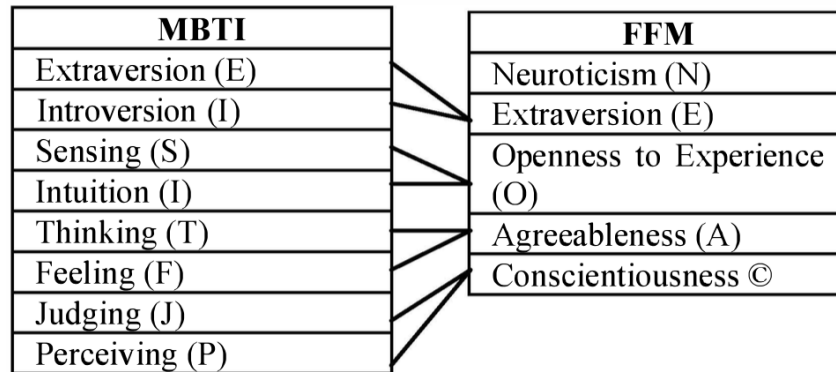 MBTI
Extraversion (E)
Introversion (I)
Sensing (S)
Intuition (I)
Thinking (T)
Feeling (F)
Judging (J)
Perceiving (P)
FFM
Neuroticism (N)
Extraversion (E)
Openness to Experience
(O)
Agreeableness (A)
Conscientiousness ©